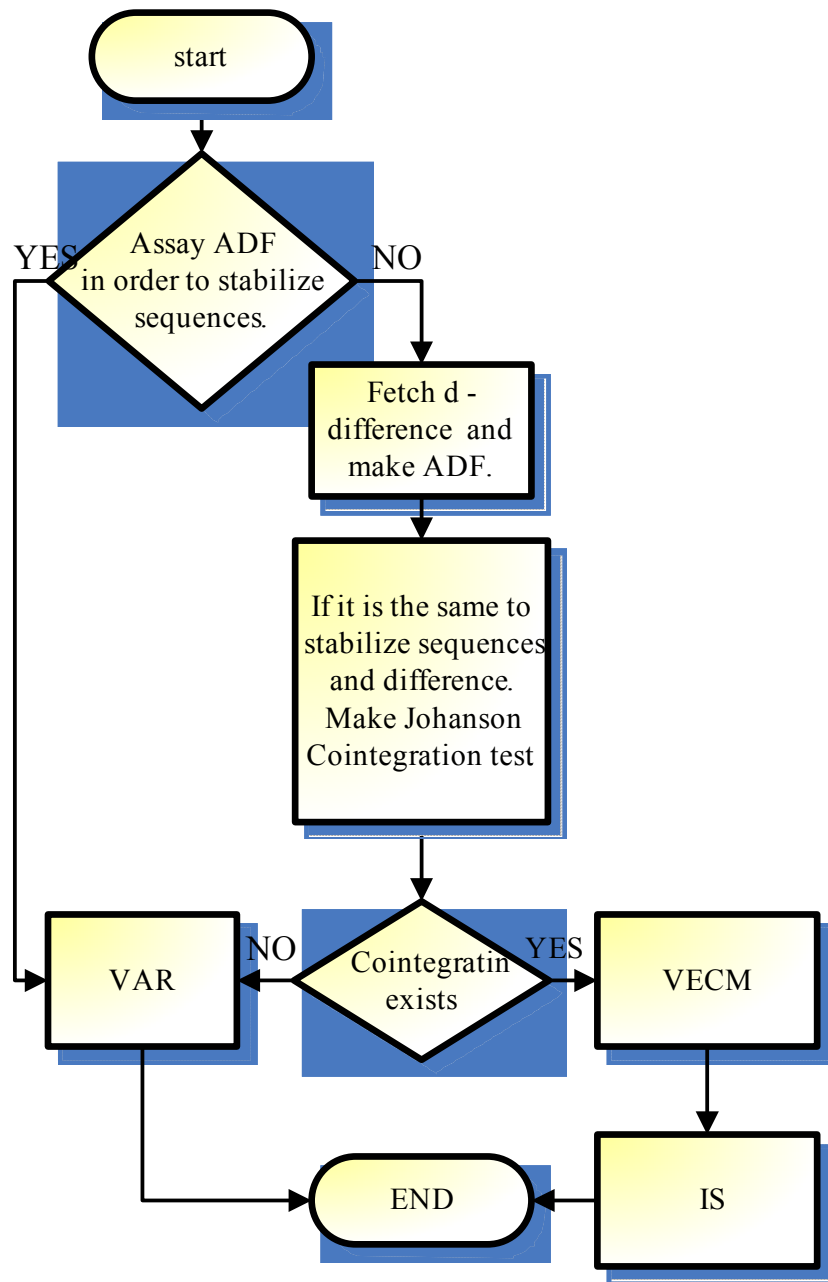 start
YES
Assay ADF
in order to stabilize
sequences.
NO
Fetch d -
difference and
make ADF.
If it is the same to
stabilize sequences
and difference.
Make Johanson
Cointegration test
VAR
NO
Cointegratin
exists
YES
VECM
END
IS